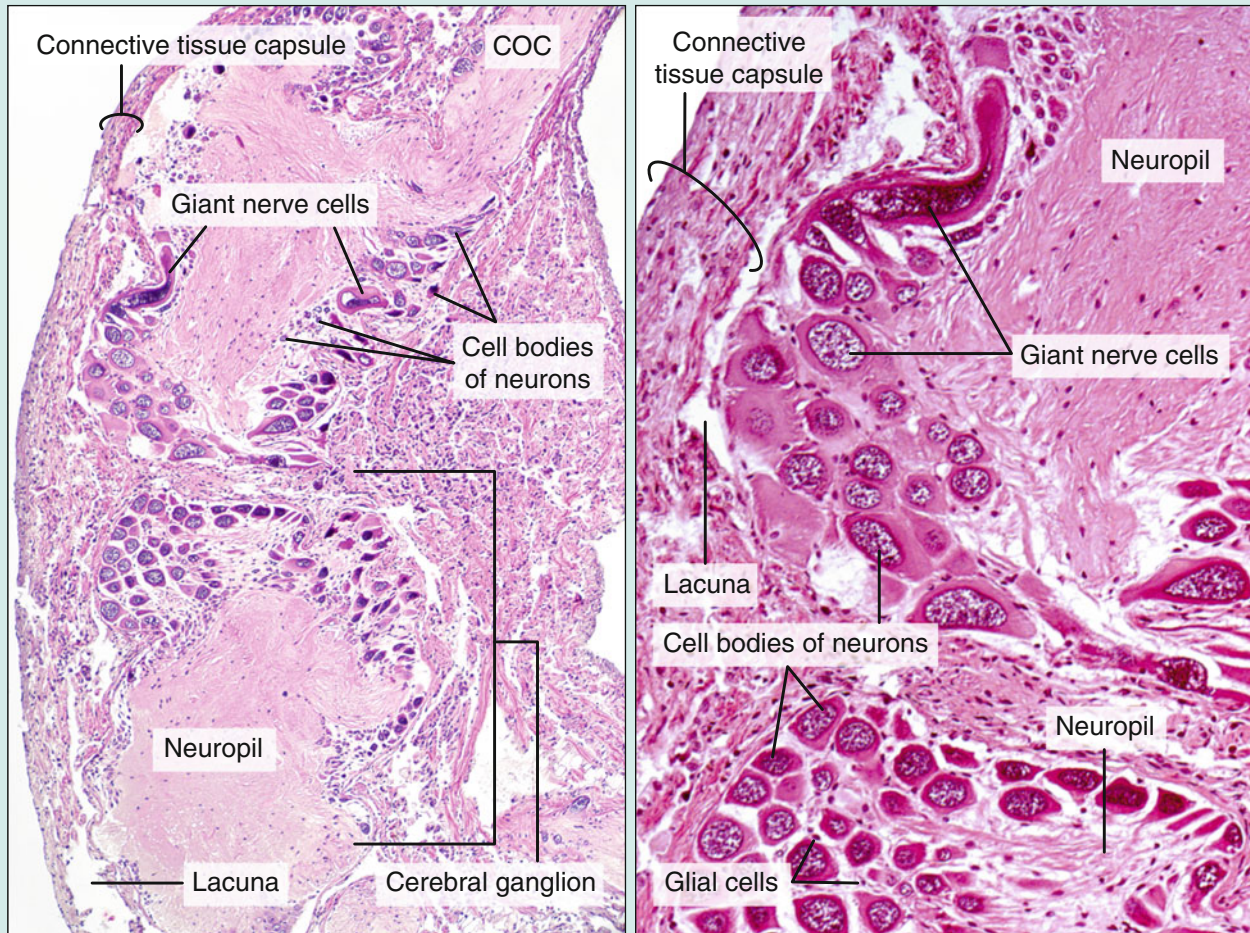 Connective tissue capsule
COC
Giant nerve cells
Cell bodies
of neurons
Neuropil
Lacuna
Cerebral ganglion
Connective
tissue capsule
Neuropil
Giant nerve cells
Lacuna
Cell bodies of neurons
Neuropil
Glial cells